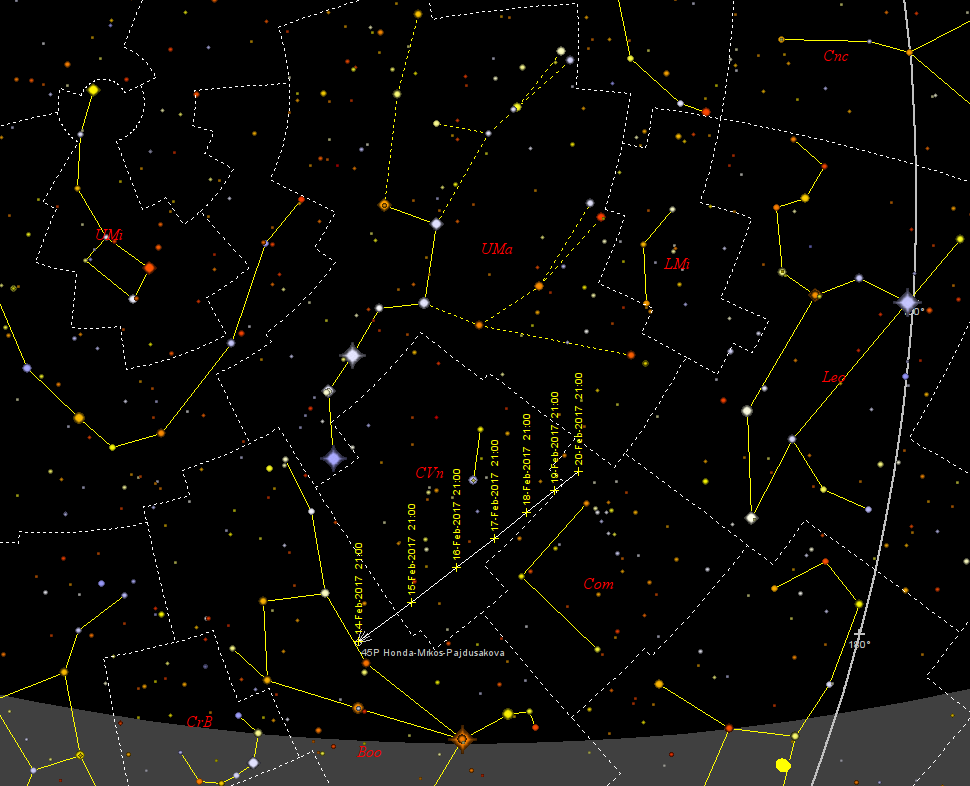 Cnc
UMi
UMa
LMi
Leo
CVn
14-Feb-2017 21:00
15-Feb-2017 21:00
16-Feb-2017 21:00
17-Feb-2017 21:00
18-Feb-2017 21:00
19-Feb-2017 21:00
20-Feb-2017 21:00
Com
180°
45P Honda-Mrkos-Pajdusakova
CrB
Boo